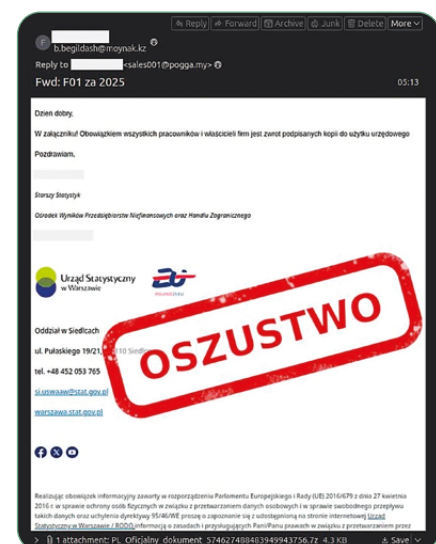 Reply Forward Archive Junk Delete More
F
b.begildash@moynak.kz
Reply to <sales001@pogga.my>
Fwd: F01 za 2025 05:13
Dzien dobry,
W załączniku! Obowiązkiem wszystkich pracowników i właścicieli firm jest zwrot podpisanych kopii do użytku urzędowego
Pozdrawiam,
Starszy Statystyk
Ośrodek Wyników Przedsiębiorstw Niefinansowych oraz Handlu Zagranicznego
Urząd Statystyczny
w Warszawie
OSZUSTWO
Oddział w Siedlcach
ul. Pułaskiego 19/21, 110
tel. +48 452 053 765
si.uswaaw@stat.gov.pl
warszawa.stat.gov.pl
Realizując obowiązek informacyjny zawarty w rozporządzeniu Parlamentu Europejskiego i Rady (UE) 2016/679 z dnia 27 kwietnia
2016 r. w sprawie ochrony osób fizycznych w związku z przetwarzaniem danych osobowych i w sprawie swobodnego przepływu
takich danych oraz uchylenia dyrektywy 95/46/WE proszę o zapoznanie się z udostępnioną na stronie internetowej Urząd
Statystyczny w Warszawie / RODO informacją o zasadach i przysługujących Pani/Panu prawach w związku z przetwarzaniem przez
1 attachment: PL_Oficjalny_dokument_574627488483949943756.7z 4.3 KB Save